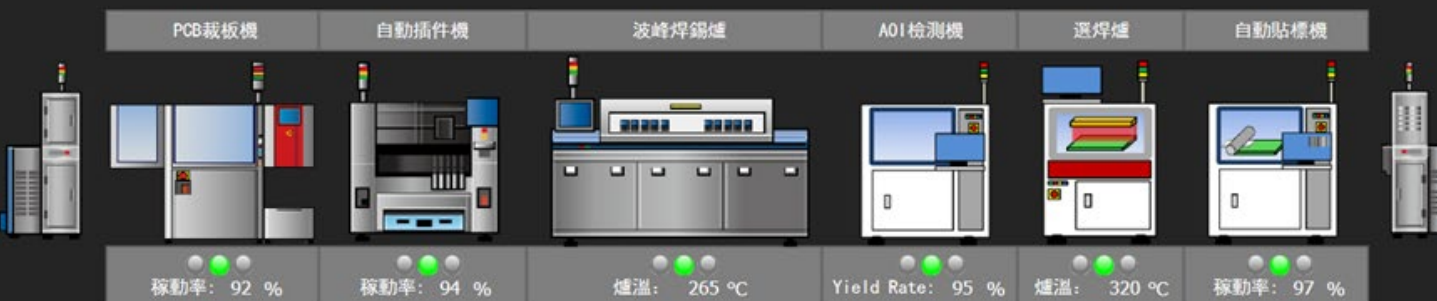 PCB裁板機
自動插件機
波峰焊錫爐
AOI檢測機
選焊爐
自動貼標機
稼動率: 92 %
稼動率: 94 %
爐溫: 265 ºC
Yield Rate: 95 %
爐溫: 320 ºC
稼動率: 97 %